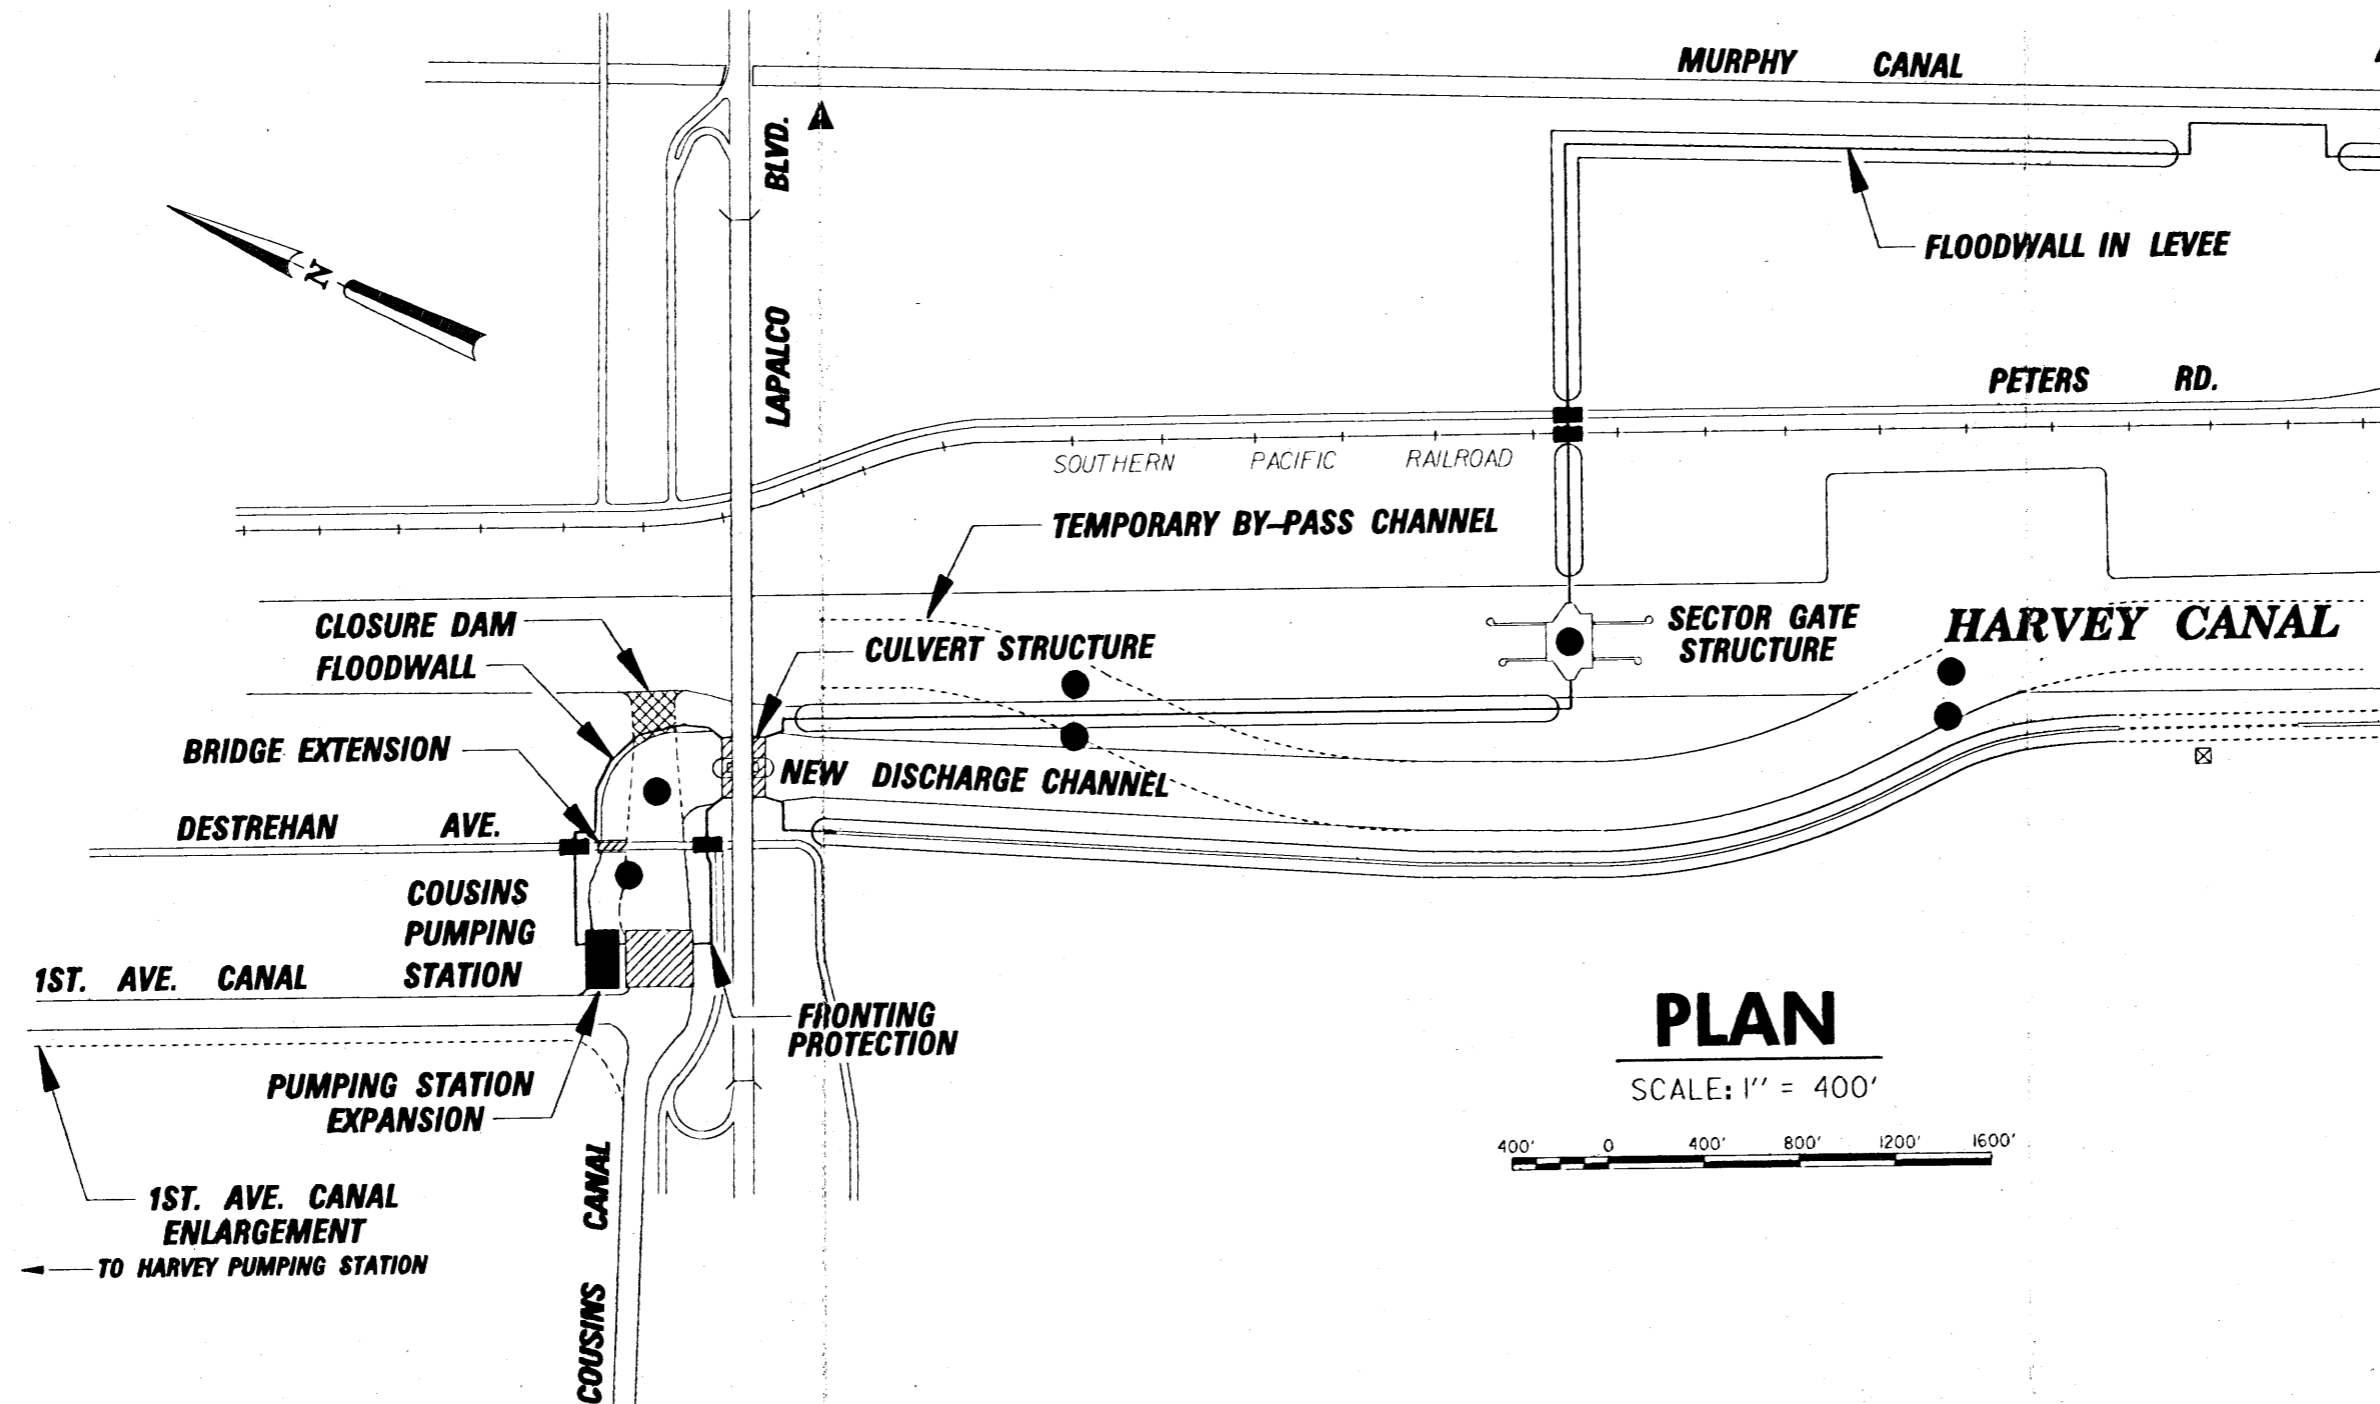 MURPHY CANAL
LAPALCO BLVD.
N
FLOODWALL IN LEVEE
PETERS RD.
SOUTHERN PACIFIC RAILROAD
TEMPORARY BY-PASS CHANNEL
CLOSURE DAM
FLOODWALL
CULVERT STRUCTURE
SECTOR GATE
STRUCTURE
HARVEY CANAL
BRIDGE EXTENSION
NEW DISCHARGE CHANNEL
DESTREHAN AVE.
COUSINS
PUMPING
STATION
1ST. AVE. CANAL
FRONTING
PROTECTION
PUMPING STATION
EXPANSION
1ST. AVE. CANAL
ENLARGEMENT
TO HARVEY PUMPING STATION
COUSINS CANAL
PLAN
SCALE: 1" = 400'
400' 0 400' 800' 1200' 1600'